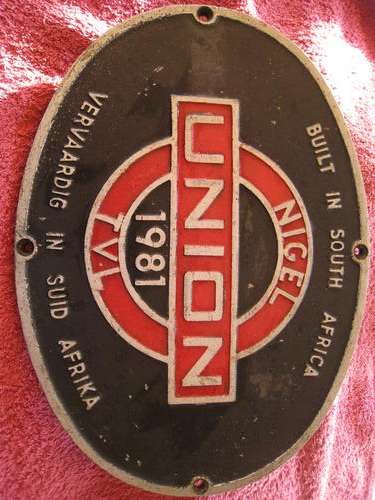 BUILT IN SOUTH AFRICA
NIGEL
UNION
1981
TVL
VERVAARDIG IN SUID AFRIKA